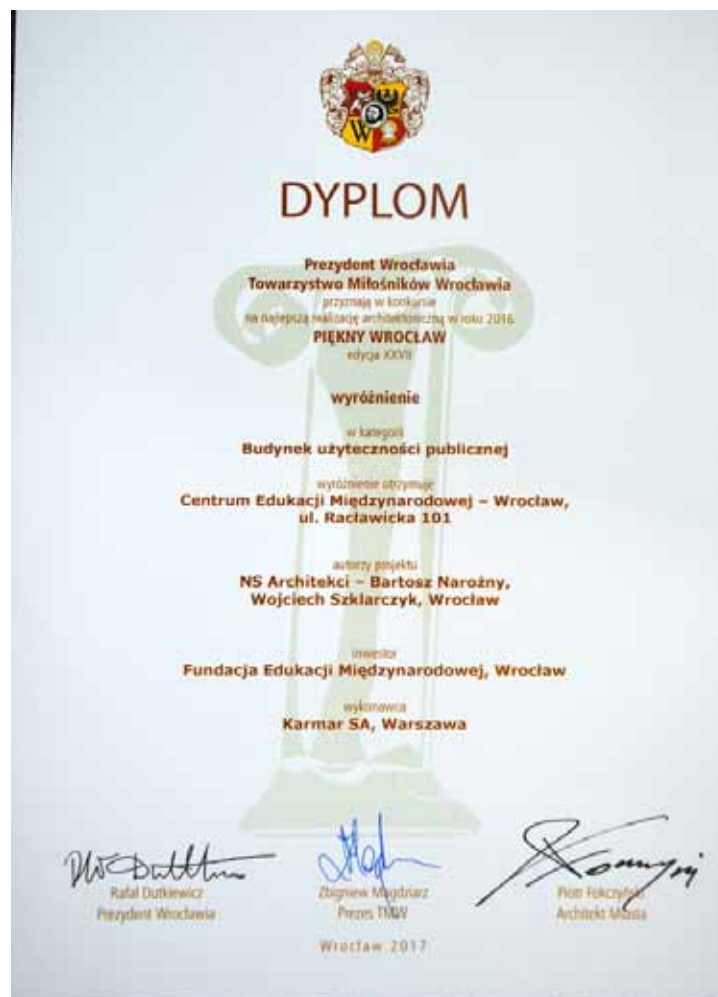 W
DYPLOM
Prezydent Wrocławia
Towarzystwo Miłośników Wrocławia
przyznają w konkursie
na najlepszą realizację architektoniczną w roku 2016
PIĘKNY WROCŁAW
edycja XXVII
wyróżnienie
w kategorii
Budynek użyteczności publicznej
wyróżnienie otrzymuje
Centrum Edukacji Międzynarodowej – Wrocław,
ul. Racławicka 101
autorzy projektu
NS Architekci – Bartosz Narożny,
Wojciech Szklarczyk, Wrocław
inwestor
Fundacja Edukacji Międzynarodowej, Wrocław
wykonawca
Karmar SA, Warszawa
Rafał Dutkiewicz
Prezydent Wrocławia
Zbigniew Magdziarz
Prezes TMW
Piotr Fokczyński
Architekt Miasta
Wrocław 2017